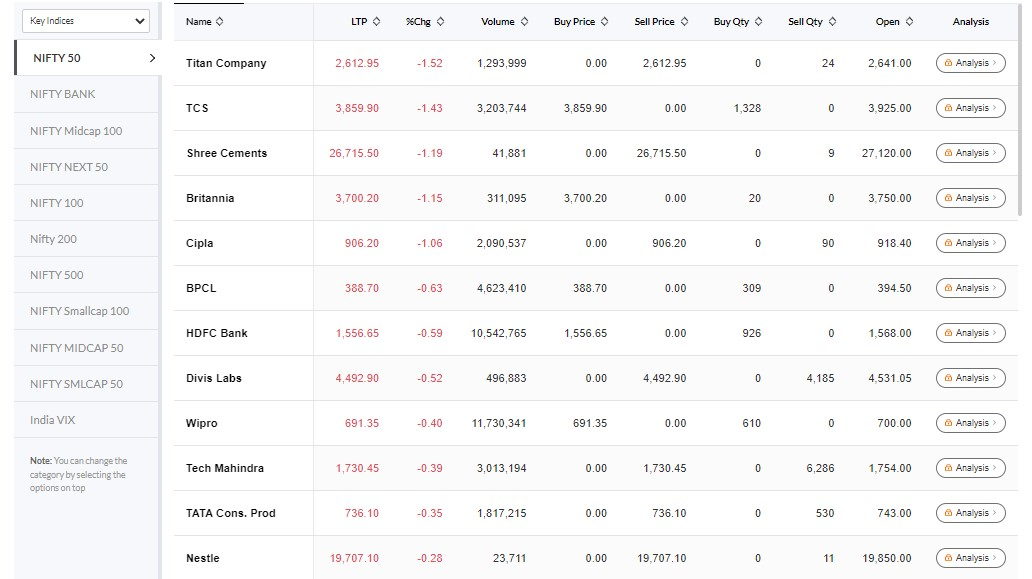 Key Indices
NIFTY 50
NIFTY BANK
NIFTY Midcap 100
NIFTY NEXT 50
NIFTY 100
Nifty 200
NIFTY 500
NIFTY Smallcap 100
NIFTY MIDCAP 50
NIFTY SMLCAP 50
India VIX
Note: You can change the
category by selecting the
options on top
Name LTP %Chg Volume Buy Price Sell Price Buy Qty Sell Qty Open Analysis
Titan Company 2,612.95 -1.52 1,293,999 0.00 2,612.95 0 24 2,641.00 Analysis
TCS 3,859.90 -1.43 3,203,744 3,859.90 0.00 1,328 0 3,925.00 Analysis
Shree Cements 26,715.50 -1.19 41,881 0.00 26,715.50 0 9 27,120.00 Analysis
Britannia 3,700.20 -1.15 311,095 3,700.20 0.00 20 0 3,750.00 Analysis
Cipla 906.20 -1.06 2,090,537 0.00 906.20 0 90 918.40 Analysis
BPCL 388.70 -0.63 4,623,410 388.70 0.00 309 0 394.50 Analysis
HDFC Bank 1,556.65 -0.59 10,542,765 1,556.65 0.00 926 0 1,568.00 Analysis
Divis Labs 4,492.90 -0.52 496,883 0.00 4,492.90 0 4,185 4,531.05 Analysis
Wipro 691.35 -0.40 11,730,341 691.35 0.00 610 0 700.00 Analysis
Tech Mahindra 1,730.45 -0.39 3,013,194 0.00 1,730.45 0 6,286 1,754.00 Analysis
TATA Cons. Prod 736.10 -0.35 1,817,215 0.00 736.10 0 530 743.00 Analysis
Nestle 19,707.10 -0.28 23,711 0.00 19,707.10 0 11 19,850.00 Analysis